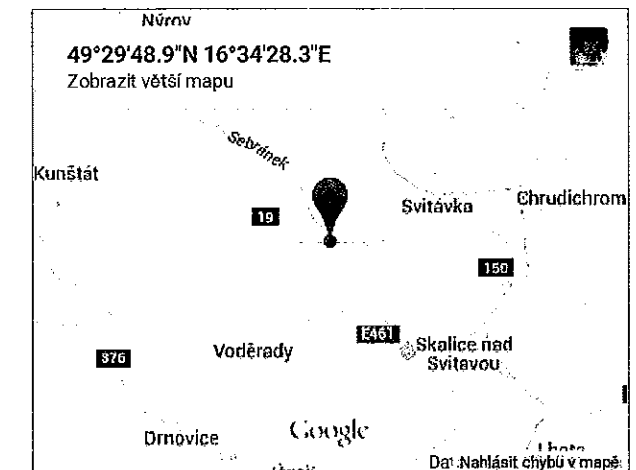 Nýrov
49°29'48.9"N 16°34'28.3"E
Zobrazit větší mapu
Sebránek
Kunštát
19
Svitávka
Chrudichrom
150
E461
Skalice nad
Svitavou
376
Voděrady
Drnovice
Google
Lhota
Nahlásit chybu v mapě